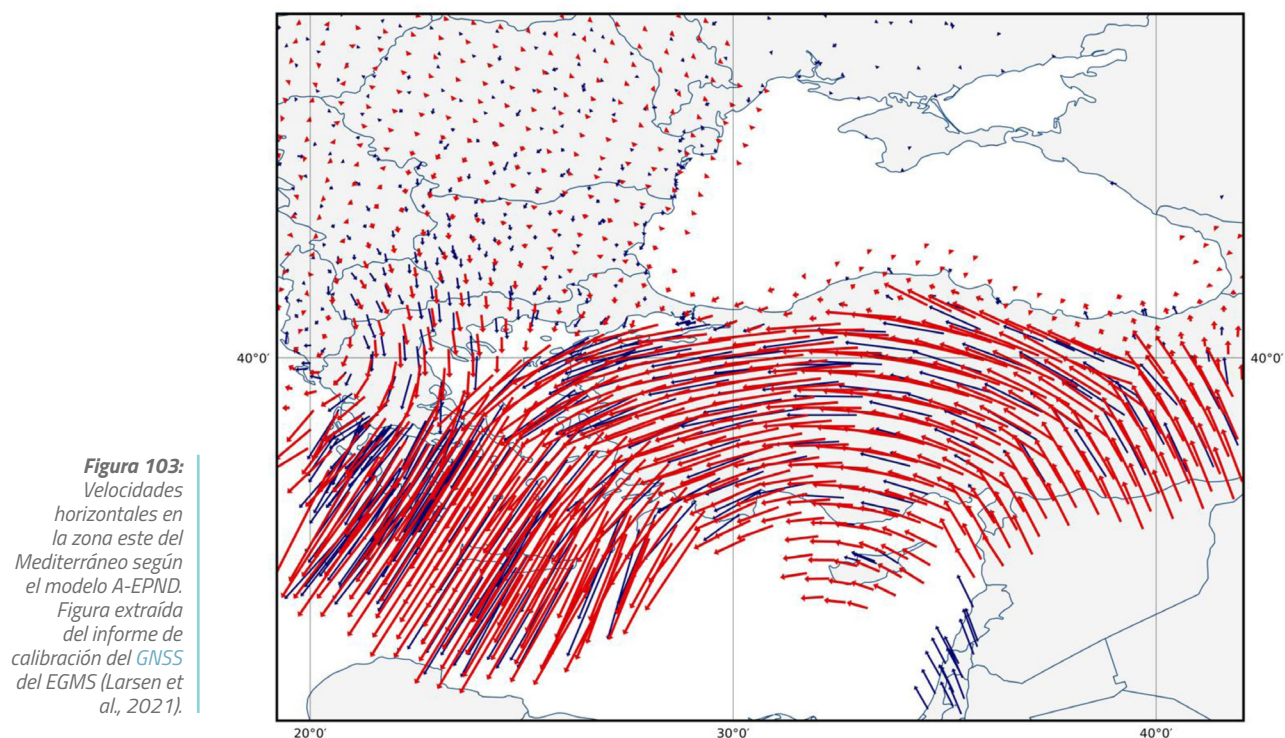 Figura 103:
Velocidades
horizontales en
la zona este del
Mediterráneo según
el modelo A-EPND.
Figura extraída
del informe de
calibración del GNSS
del EGMS (Larsen et
al., 2021).
40°0'
40°0'
20°0'
30°0'
40°0'